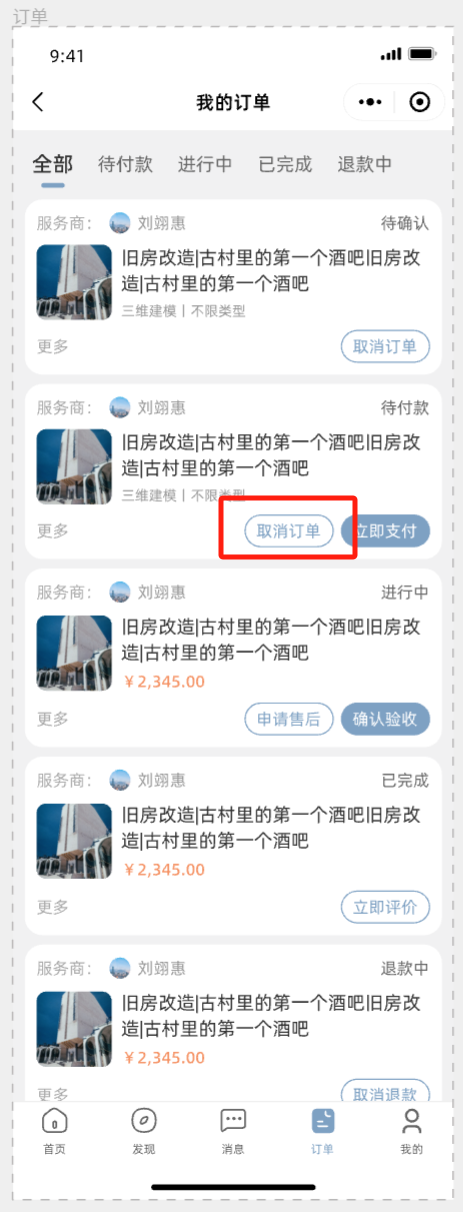 订单
9:41
我的订单
全部 待付款 进行中 已完成 退款中
服务商： 刘翊惠 待确认
旧房改造|古村里的第一个酒吧旧房改
造|古村里的第一个酒吧
三维建模｜不限类型
更多 取消订单
服务商： 刘翊惠 待付款
旧房改造|古村里的第一个酒吧旧房改
造|古村里的第一个酒吧
三维建模｜不限类型
更多 取消订单 立即支付
服务商： 刘翊惠 进行中
旧房改造|古村里的第一个酒吧旧房改
造|古村里的第一个酒吧
￥2,345.00
更多 申请售后 确认验收
服务商： 刘翊惠 已完成
旧房改造|古村里的第一个酒吧旧房改
造|古村里的第一个酒吧
￥2,345.00
更多 立即评价
服务商： 刘翊惠 退款中
旧房改造|古村里的第一个酒吧旧房改
造|古村里的第一个酒吧
￥2,345.00
更多 取消退款
首页 发现 消息 订单 我的